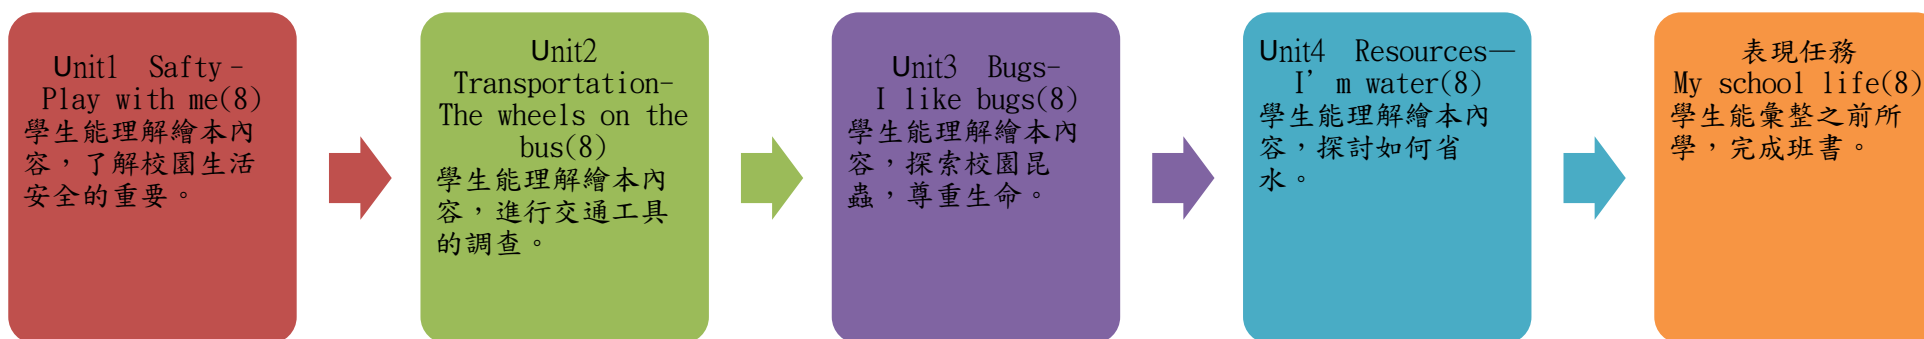 Unit1 Safty-
Play with me(8)
學生能理解繪本內
容，了解校園生活
安全的重要。
Unit2
Transportation-
The wheels on the
bus(8)
學生能理解繪本內
容，進行交通工具
的調查。
Unit3 Bugs-
I like bugs(8)
學生能理解繪本內
容，探索校園昆
蟲，尊重生命。
Unit4 Resources—
I’m water(8)
學生能理解繪本內
容，探討如何省
水。
表現任務
My school life(8)
學生能彙整之前所
學，完成班書。